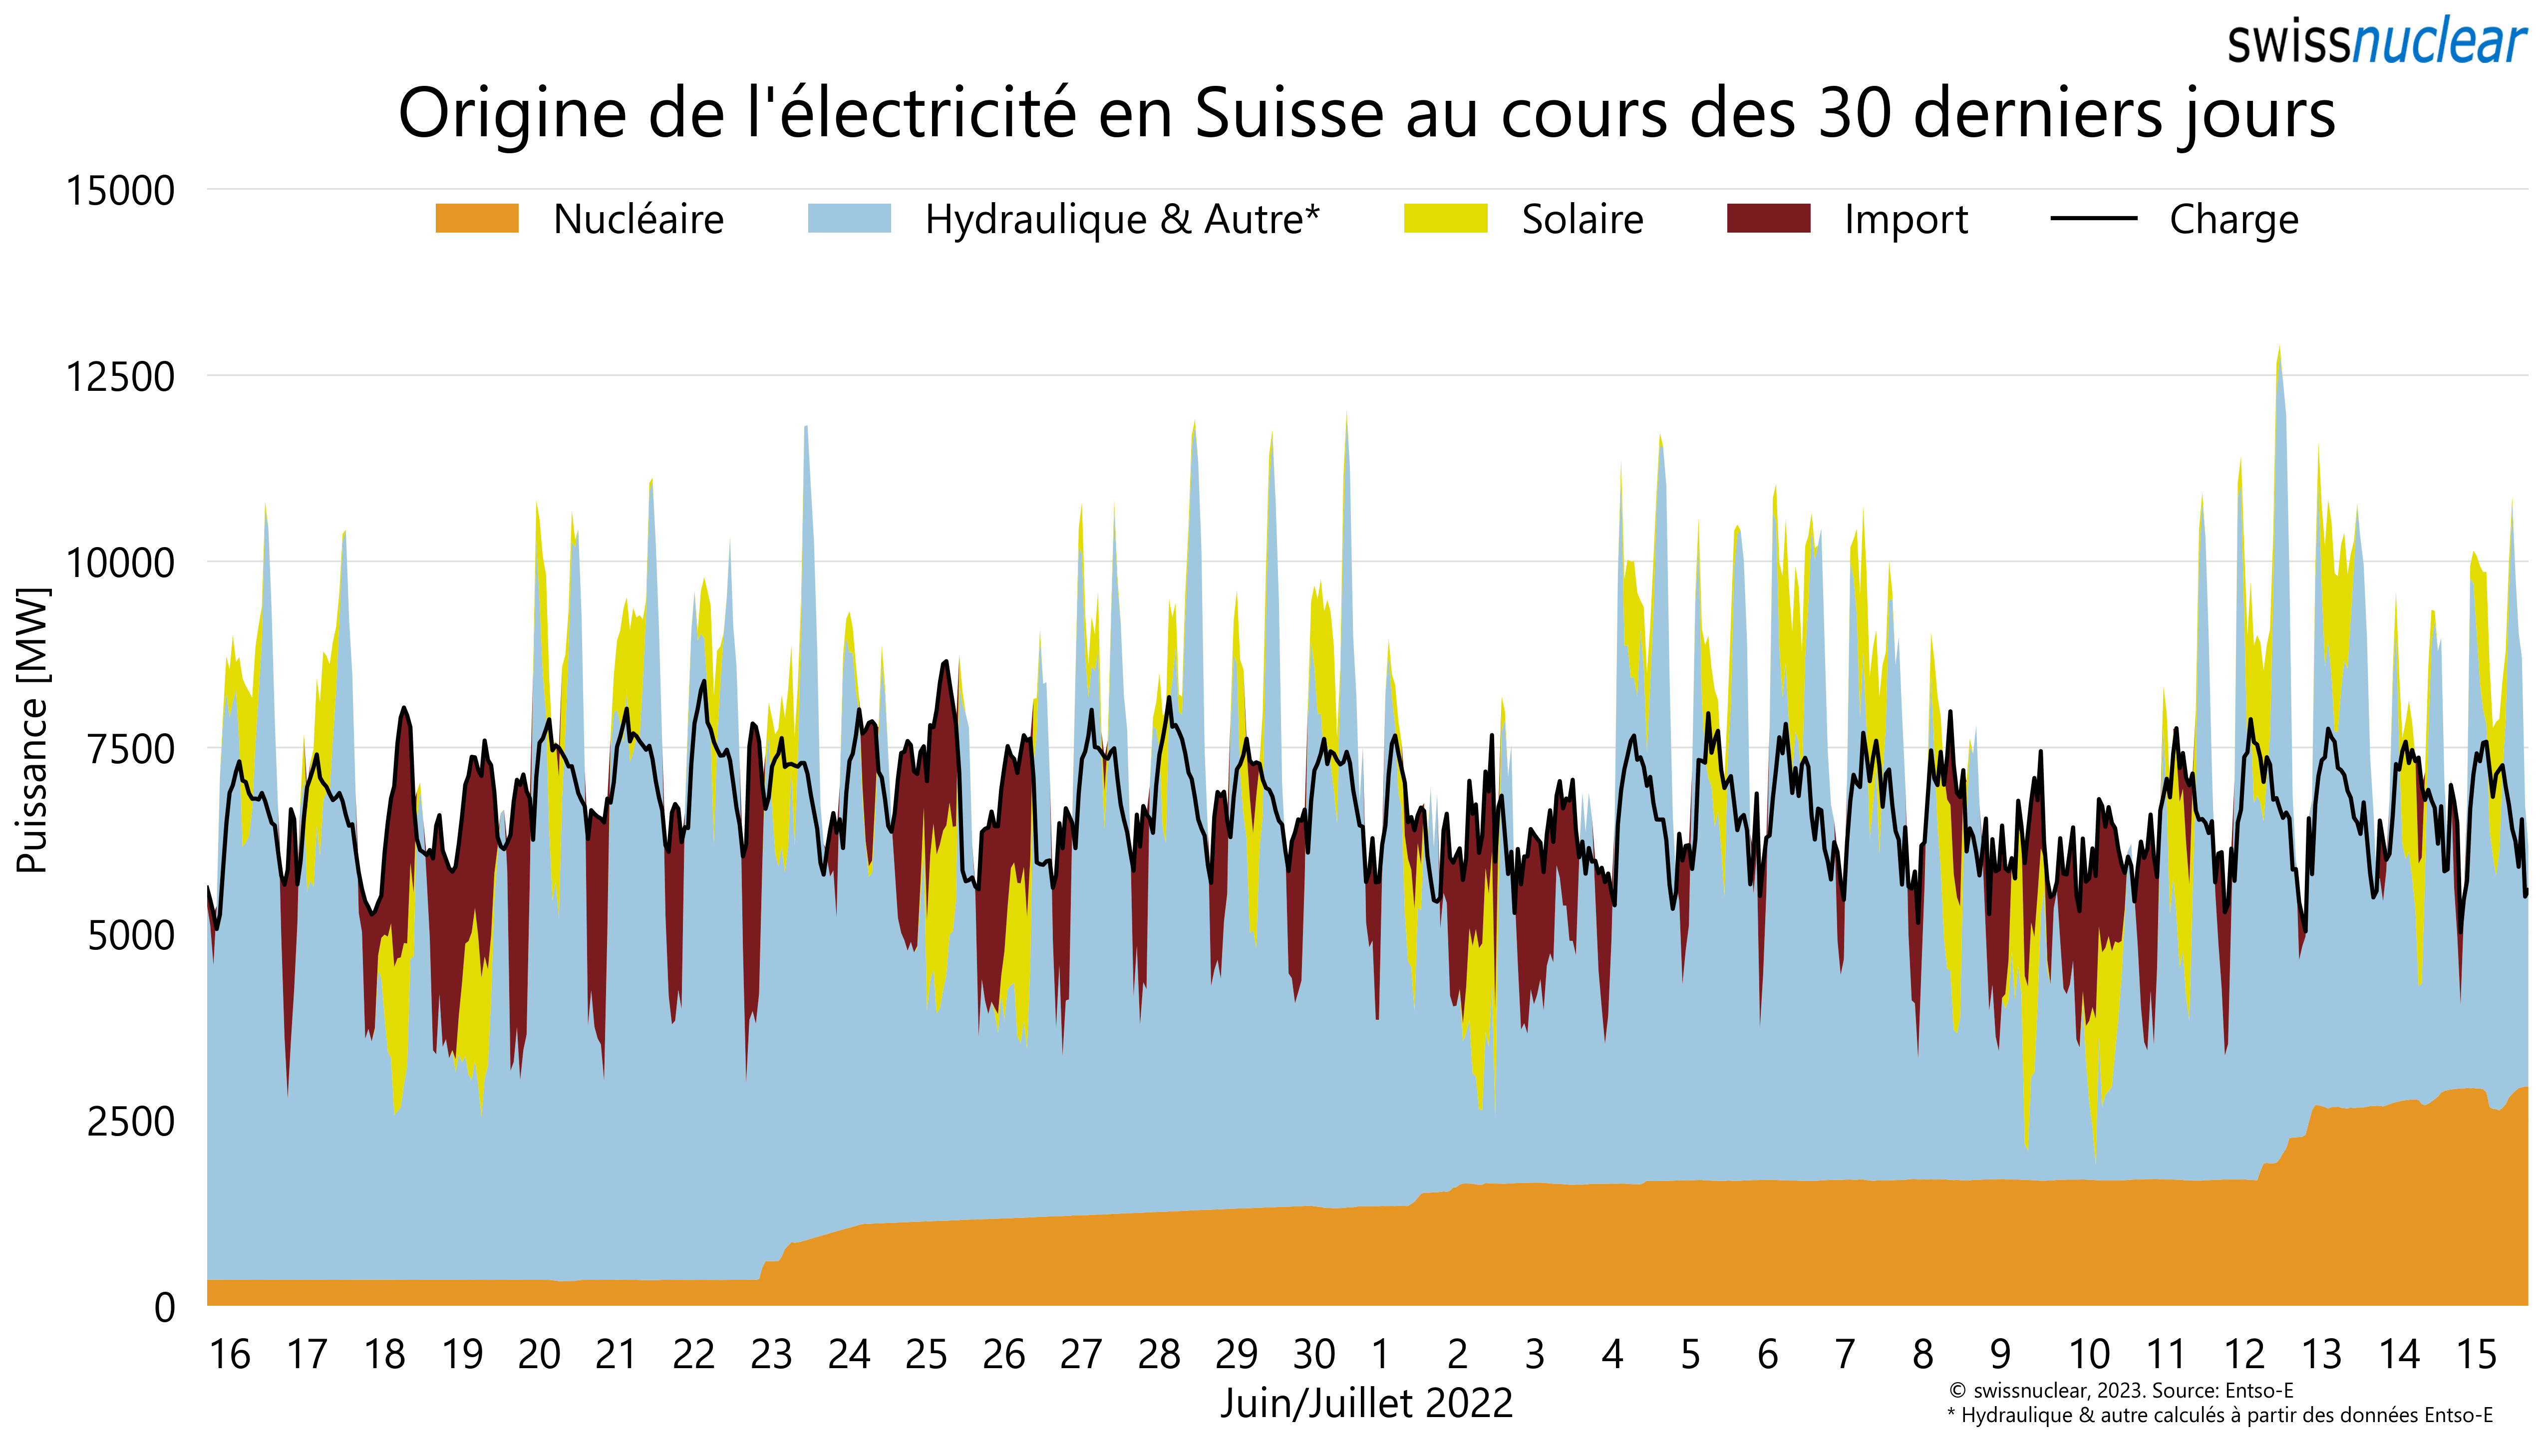 swissnuclear
Origine de l'électricité en Suisse au cours des 30 derniers jours
15000
Nucléaire Hydraulique & Autre* Solaire Import Charge
12500
10000
7500
5000
2500
0
Puissance [MW]
16 17 18 19 20 21 22 23 24 25 26 27 28 29 30 1 2 3 4 5 6 7 8 9 10 11 12 13 14 15
Juin/Juillet 2022
© swissnuclear, 2023. Source: Entso-E
* Hydraulique & autre calculés à partir des données Entso-E